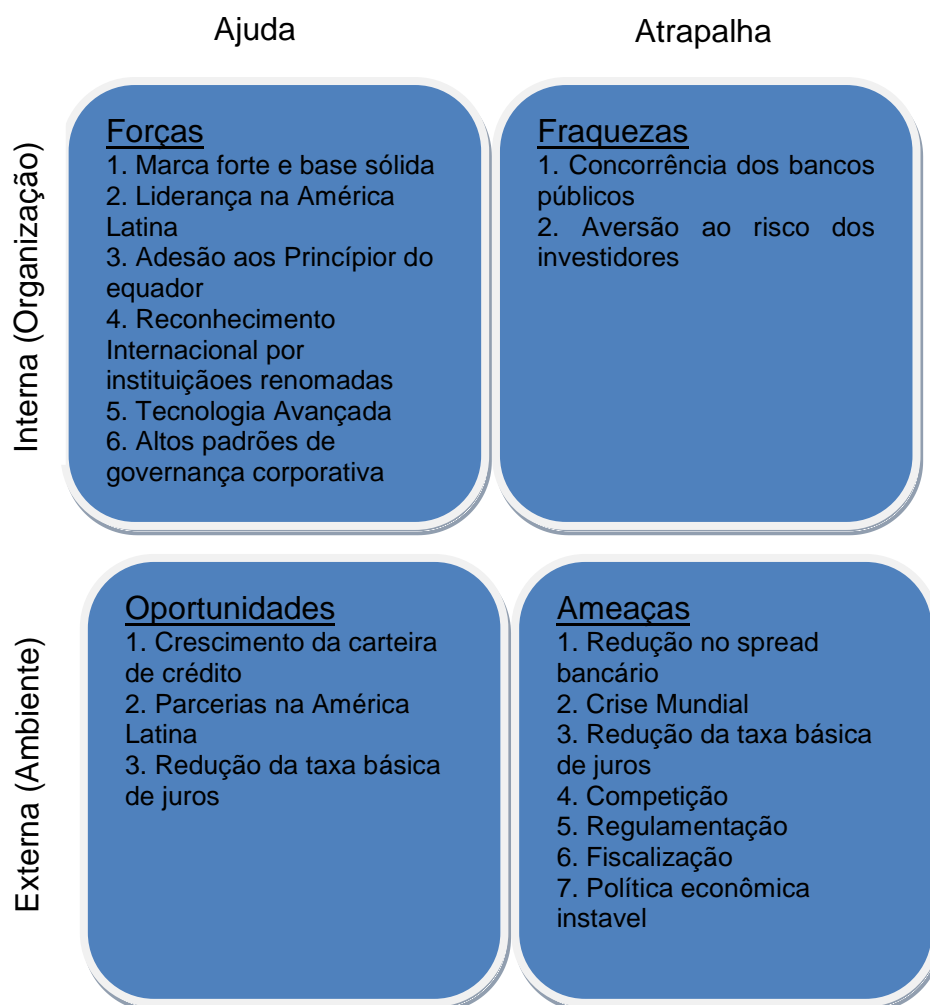 Ajuda
Atrapalha
Interna (Organização)
Forças
1. Marca forte e base sólida
2. Liderança na América
Latina
3. Adesão aos Princípior do
equador
4. Reconhecimento
Internacional por
instituiçãoes renomadas
5. Tecnologia Avançada
6. Altos padrões de
governança corporativa
Fraquezas
1. Concorrência dos bancos
públicos
2. Aversão ao risco dos
investidores
Externa (Ambiente)
Oportunidades
1. Crescimento da carteira
de crédito
2. Parcerias na América
Latina
3. Redução da taxa básica
de juros
Ameaças
1. Redução no spread
bancário
2. Crise Mundial
3. Redução da taxa básica
de juros
4. Competição
5. Regulamentação
6. Fiscalização
7. Política econômica
instavel